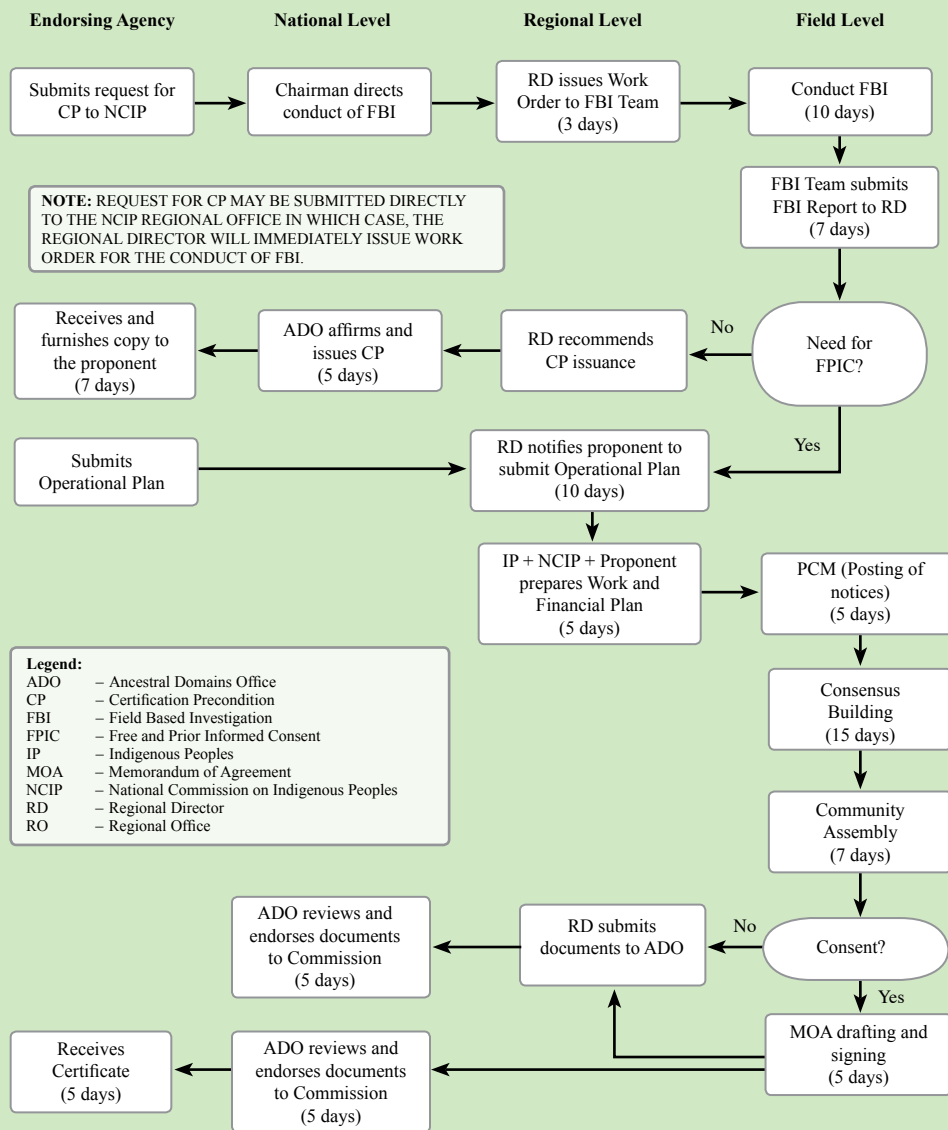 Endorsing Agency
National Level
Regional Level
Field Level
Submits request for
CP to NCIP
Chairman directs
conduct of FBI
RD issues Work
Order to FBI Team
(3 days)
Conduct FBI
(10 days)
NOTE: REQUEST FOR CP MAY BE SUBMITTED DIRECTLY
TO THE NCIP REGIONAL OFFICE IN WHICH CASE, THE
REGIONAL DIRECTOR WILL IMMEDIATELY ISSUE WORK
ORDER FOR THE CONDUCT OF FBI.
FBI Team submits
FBI Report to RD
(7 days)
Receives and
furnishes copy to
the proponent
(7 days)
ADO affirms and
issues CP
(5 days)
RD recommends
CP issuance
No
Need for
FPIC?
Yes
Submits
Operational Plan
RD notifies proponent to
submit Operational Plan
(10 days)
IP + NCIP + Proponent
prepares Work and
Financial Plan
(5 days)
PCM (Posting of
notices)
(5 days)
Legend:
ADO – Ancestral Domains Office
CP – Certification Precondition
FBI – Field Based Investigation
FPIC – Free and Prior Informed Consent
IP – Indigenous Peoples
MOA – Memorandum of Agreement
NCIP – National Commission on Indigenous Peoples
RD – Regional Director
RO – Regional Office
Consensus
Building
(15 days)
Community
Assembly
(7 days)
ADO reviews and
endorses documents
to Commission
(5 days)
RD submits
documents to ADO
No
Consent?
Yes
Receives
Certificate
(5 days)
ADO reviews and
endorses documents
to Commission
(5 days)
MOA drafting and
signing
(5 days)